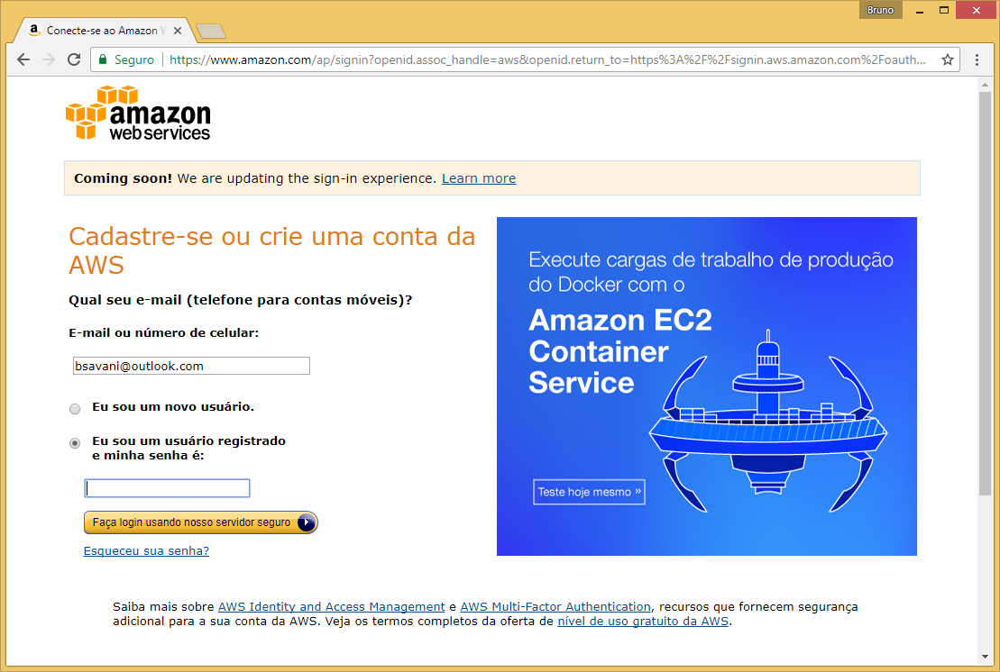 Bruno
Conecte-se ao Amazon
Seguro
https://www.amazon.com/ap/signin?openid.assoc_handle=aws&openid.return_to=https%3A%2F%2Fsignin.aws.amazon.com%2Foauth...
amazon
webservices
Coming soon! We are updating the sign-in experience. Learn more
Cadastre-se ou crie uma conta da
AWS
Qual seu e-mail (telefone para contas móveis)?
E-mail ou número de celular:
bsavani@outlook.com
Eu sou um novo usuário.
Eu sou um usuário registrado
e minha senha é:
Faça login usando nosso servidor seguro
Esqueceu sua senha?
Execute cargas de trabalho de produção
do Docker com o
Amazon EC2
Container
Service
Teste hoje mesmo »
Saiba mais sobre AWS Identity and Access Management e AWS Multi-Factor Authentication, recursos que fornecem segurança
adicional para a sua conta da AWS. Veja os termos completos da oferta de nível de uso gratuito da AWS.